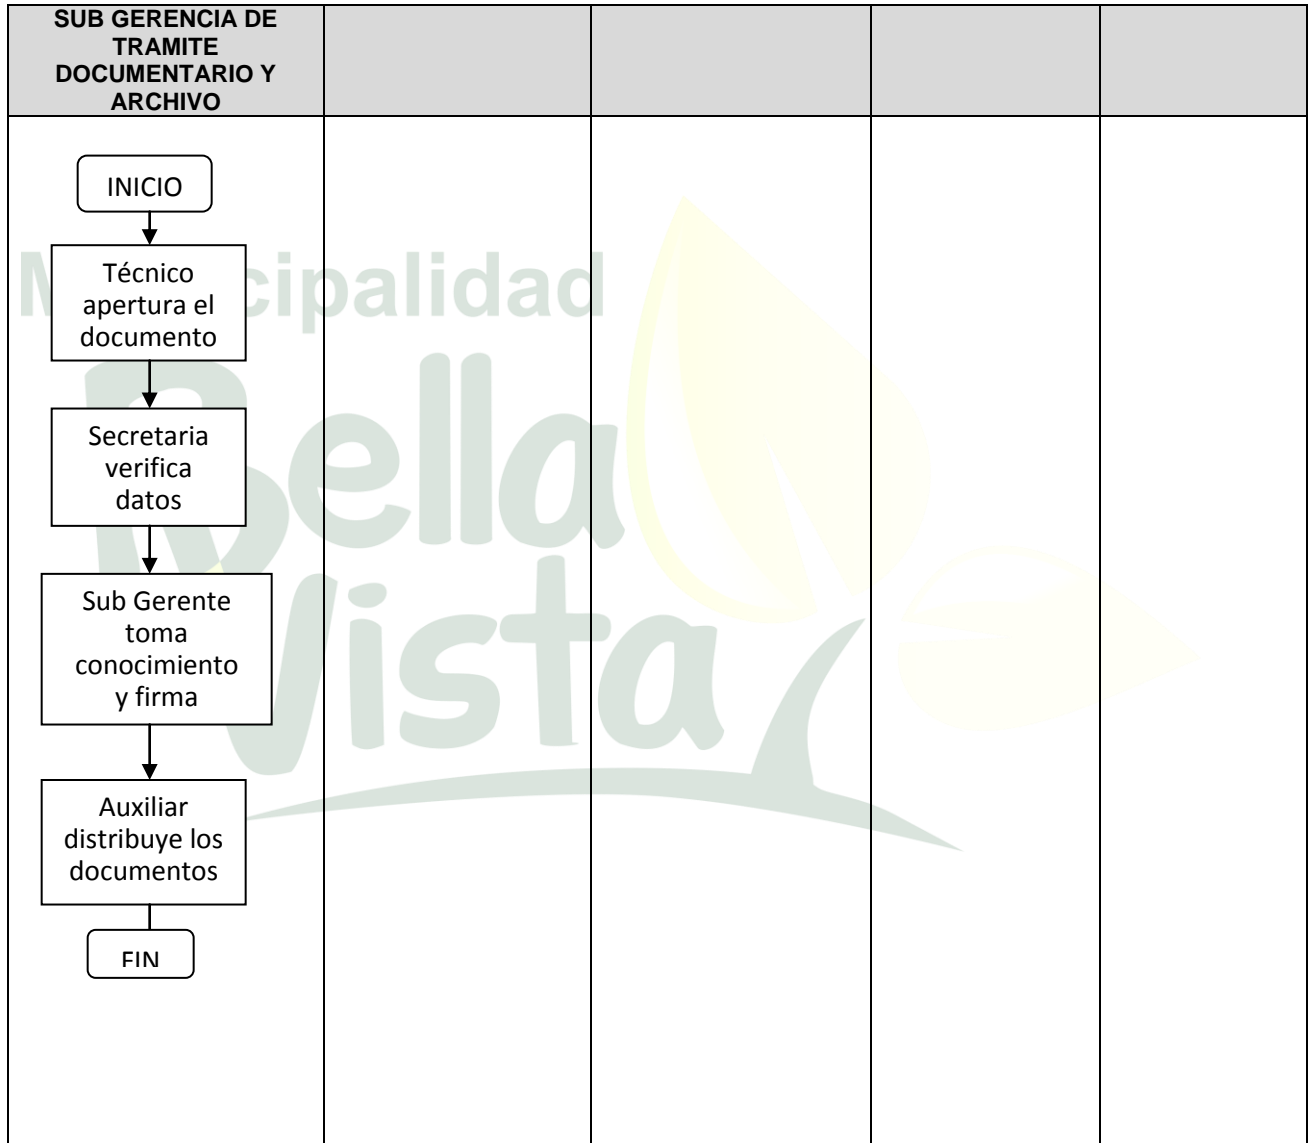 SUB GERENCIA DE
TRAMITE
DOCUMENTARIO Y
ARCHIVO
INICIO
Técnico
apertura el
documento
Secretaria
verifica
datos
Sub Gerente
toma
conocimiento
y firma
Auxiliar
distribuye los
documentos
FIN
M cipalidad
Bella
Vista